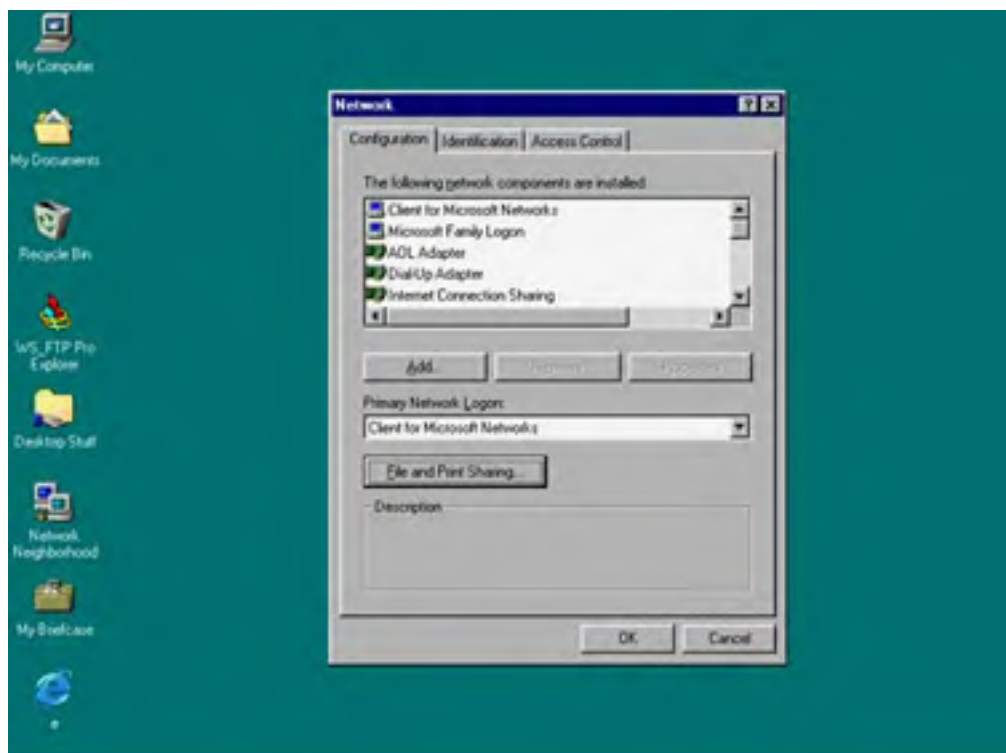 My Computer
My Documents
Recycle Bin
WS_FTP Pro
Explorer
Desktop Stuff
Network
Neighborhood
My Briefcase
e
Network
Configuration
Identification
Access Control
The following network components are installed
Client for Microsoft Networks
Microsoft Family Logon
AOL Adapter
Dial-Up Adapter
Internet Connection Sharing
Add...
Primary Network Logon:
Client for Microsoft Networks
File and Print Sharing...
Description
OK
Cancel